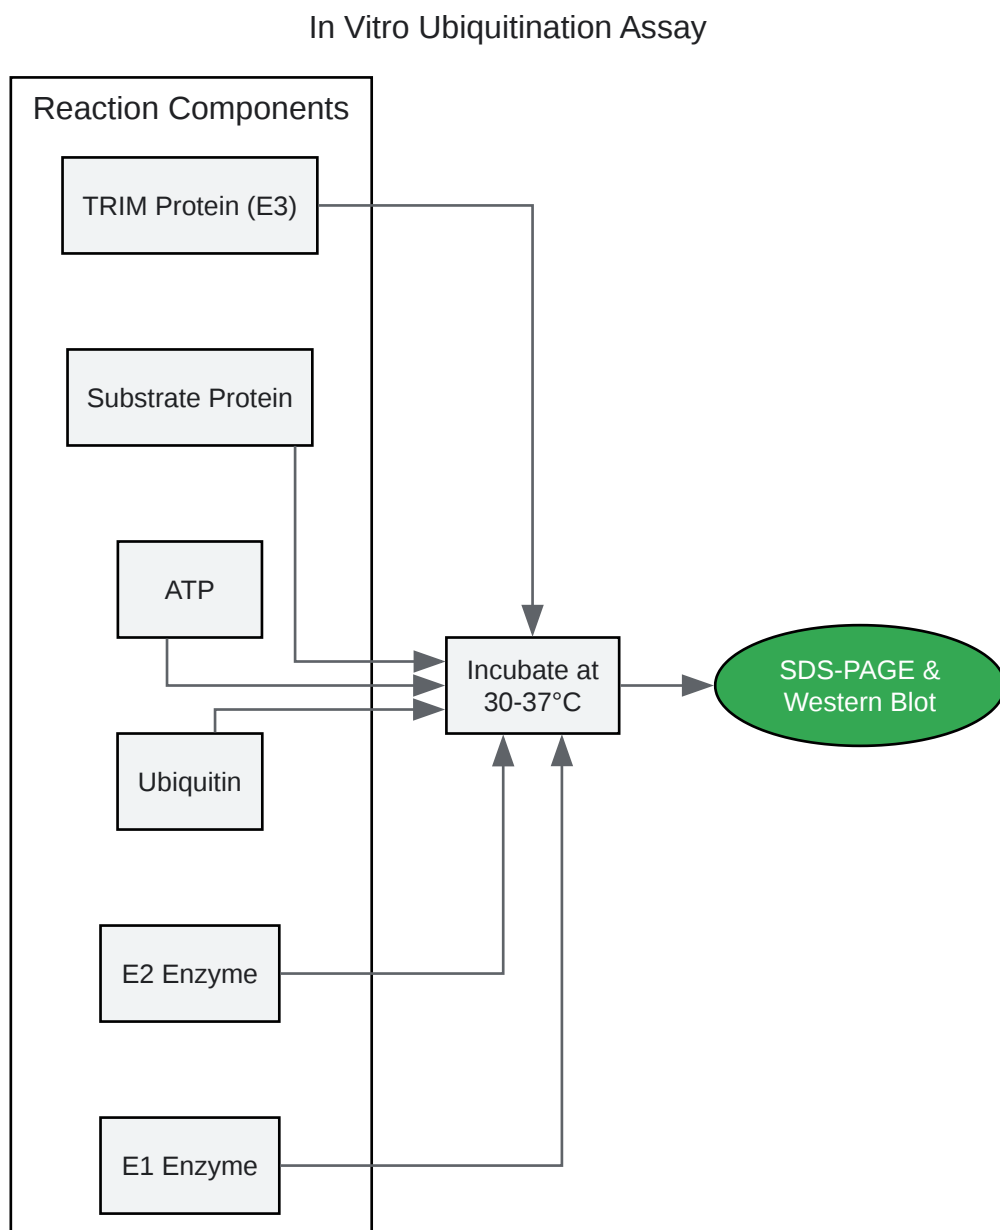 In Vitro Ubiquitination Assay
Reaction Components
TRIM Protein (E3)
Substrate Protein
ATP
Ubiquitin
E2 Enzyme
E1 Enzyme
Incubate at
30-37°C
SDS-PAGE &
Western Blot